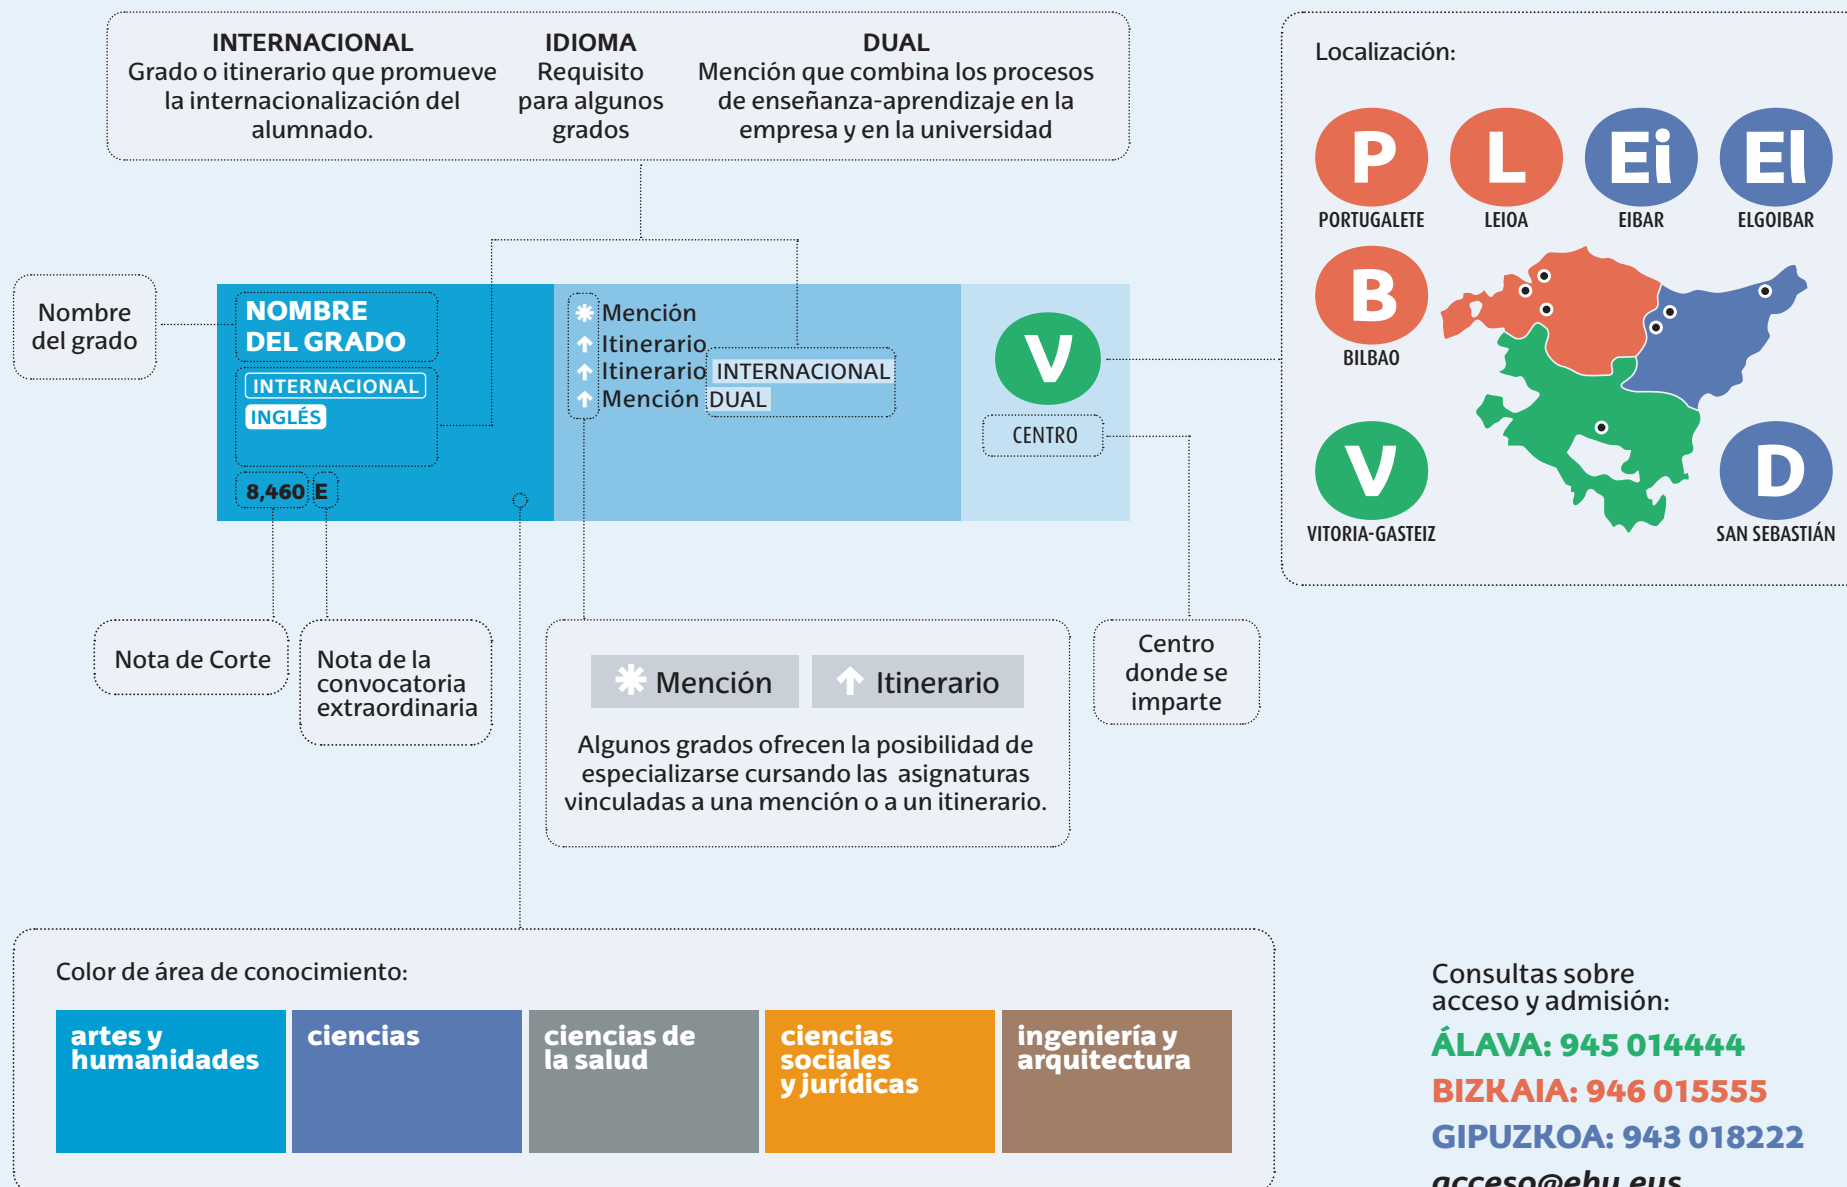 INTERNACIONAL
Grado o itinerario que promueve
la internacionalización del
alumnado.
IDIOMA
Requisito
para algunos
grados
DUAL
Mención que combina los procesos
de enseñanza-aprendizaje en la
empresa y en la universidad
Nombre
del grado
NOMBRE
DEL GRADO
INTERNACIONAL
INGLÉS
8,460 E
Mención
Itinerario
Itinerario INTERNACIONAL
Mención DUAL
V
CENTRO
Localización:
P
PORTUGALETE
L
LEIOA
Ei
EIBAR
El
ELGOIBAR
B
BILBAO
V
VITORIA-GASTEIZ
D
SAN SEBASTIÁN
Nota de Corte
Nota de la
convocatoria
extraordinaria
Mención
Itinerario
Algunos grados ofrecen la posibilidad de
especializarse cursando las asignaturas
vinculadas a una mención o a un itinerario.
Centro
donde se
imparte
Color de área de conocimiento:
artes y
humanidades
ciencias
ciencias de
la salud
ciencias
sociales
y jurídicas
ingeniería y
arquitectura
Consultas sobre
acceso y admisión:
ÁLAVA: 945 014444
BIZKAIA: 946 015555
GIPUZKOA: 943 018222
acceso@ehu.eus